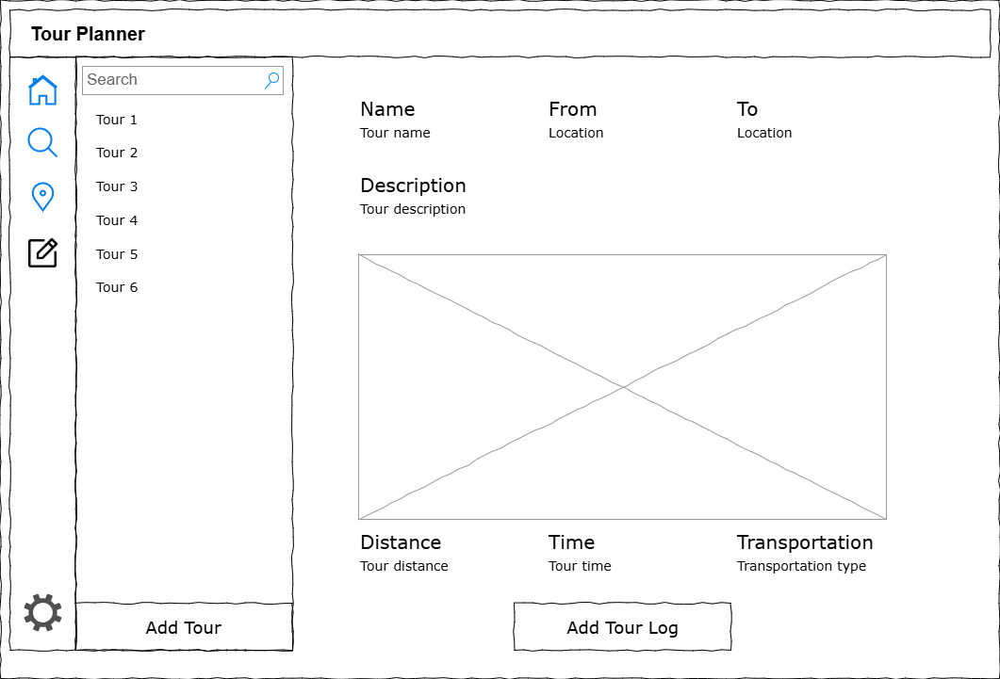 Tour Planner
Search
Tour 1
Tour 2
Tour 3
Tour 4
Tour 5
Tour 6
Add Tour
Name
Tour name
From
Location
To
Location
Description
Tour description
Distance
Tour distance
Time
Tour time
Transportation
Transportation type
Add Tour Log